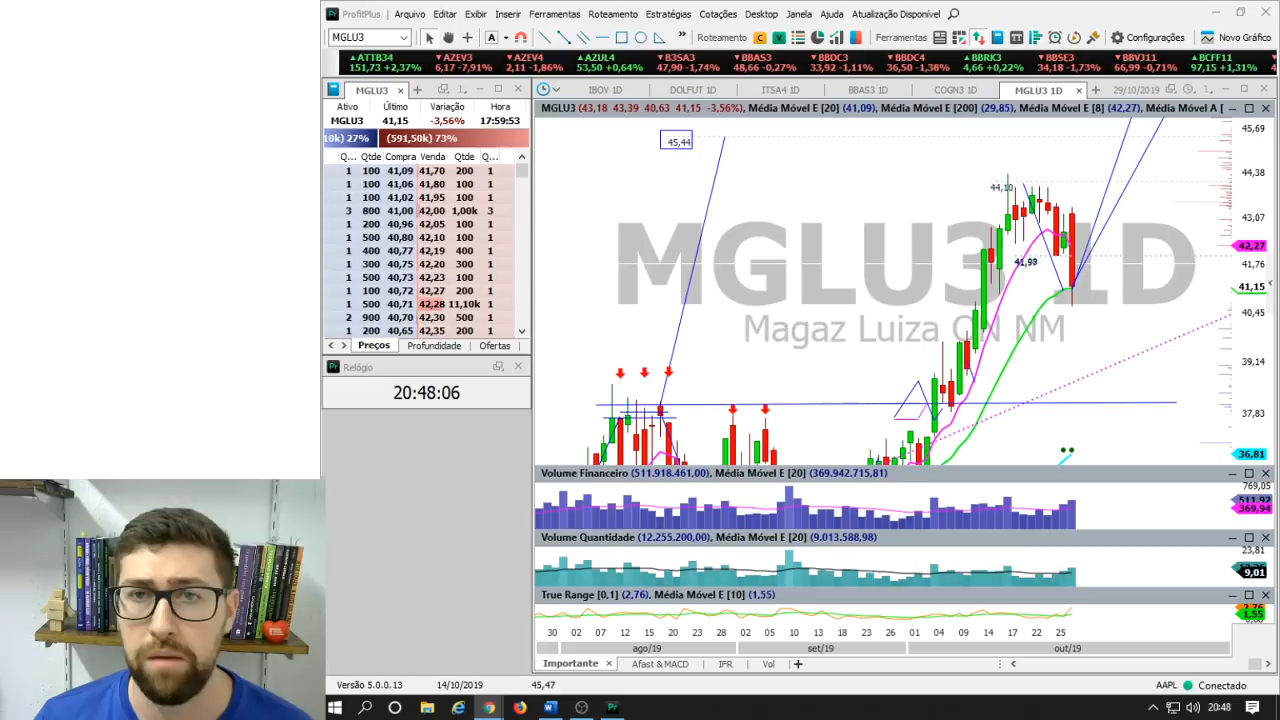 ProfitPlus
Arquivo Editar Exibir Inserir Ferramentas Roteamento Estratégias Cotações Desktop Janela Ajuda Atualização Disponível
MGLU3
A
Roteamento
C
V
Ferramentas
Configurações
Novo Gráfico
ATTB34 AZEV3 AZEV4 AZUL4 B3SA3 BBAS3 BBDC3 BBDC4 BBRK3 BBSE3 BBVJ11 BCFF11
151,73 +2,37% 6,17 -7,91% 2,11 -1,86% 53,50 +0,64% 47,90 -1,74% 48,66 -0,27% 33,92 -1,11% 36,50 -1,38% 4,66 +0,22% 34,18 -1,73% 66,99 -0,71% 97,15 +1,31%
MGLU3
IBOV 1D DOLFUT 1D ITSA4 1D BBAS3 1D COGN3 1D MGLU3 1D
29/10/2019
Ativo Último Variação Hora
MGLU3 41,15 -3,56% 17:59:53
10k) 27% (591,50k) 73%
Q... Qtde Compra Venda Qtde Q...
1 100 41,09 41,70 200 1
1 100 41,06 41,80 100 1
1 100 41,02 41,95 100 1
3 800 41,00 42,00 1,00k 3
1 200 40,96 42,05 100 1
1 500 40,80 42,10 100 1
1 400 40,77 42,19 400 1
1 300 40,75 42,20 100 1
1 500 40,73 42,23 100 1
1 100 40,72 42,27 200 1
1 500 40,71 42,28 11,10k 1
2 900 40,70 42,30 500 1
1 200 40,65 42,35 200 1
Preços Profundidade Ofertas
Pr Relógio
20:48:06
MGLU3 (43,18 43,39 40,63 41,15 -3,56%), Média Móvel E [20] (41,09), Média Móvel E [200] (29,85), Média Móvel E [8] (42,27), Média Móvel A [
45,44
44,10
41,93
MGLU3 1D
Magaz Luiza ON NM
45,69
44,38
43,07
42,27
41,76
41,15
40,45
39,14
37,83
36,81
Volume Financeiro (511.918.461,00), Média Móvel E [20] (369.942.715,81)
769,05
511,92
369,94
Volume Quantidade (12.255.200,00), Média Móvel E [20] (9.013.588,98)
23,81
9,01
True Range [0,1] (2,76), Média Móvel E [10] (1,55)
2,76
1,55
30 02 07 12 15 20 23 28 02 05 10 13 18 23 26 01 04 09 14 17 22 25
ago/19 set/19 out/19
Importante Afast & MACD IFR Vol
Versão 5.0.0.13 14/10/2019 45,47 AAPL Conectado
20:48